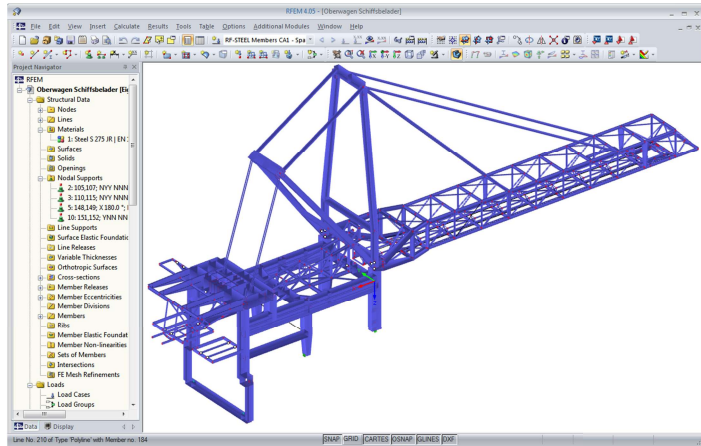 RFEM 4.05 - [Oberwagen Schiffsbelader]
File Edit View Insert Calculate Results Tools Table Options Additional Modules Window Help
RF-STEEL Members CA1 - Spa
Project Navigator
RFEM
Oberwagen Schiffsbelader [Eig
Structural Data
Nodes
Lines
Materials
1: Steel S 275 JR | EN 1
Surfaces
Solids
Openings
Nodal Supports
2: 105,107; NYY NNN
3: 110,115; NYY NNN
5: 148,149; X 180.0 °;
10: 151,152; YNN NN
Line Supports
Surface Elastic Foundatio
Line Releases
Variable Thicknesses
Orthotropic Surfaces
Cross-sections
Member Releases
Member Eccentricities
Member Divisions
Members
Ribs
Member Elastic Foundat
Member Non-linearities
Sets of Members
Intersections
FE Mesh Refinements
Loads
Load Cases
Load Groups
Data Display
Line No. 210 of Type 'Polyline' with Member no. 184
SNAP GRID CARTES OSNAP GLINES DXF